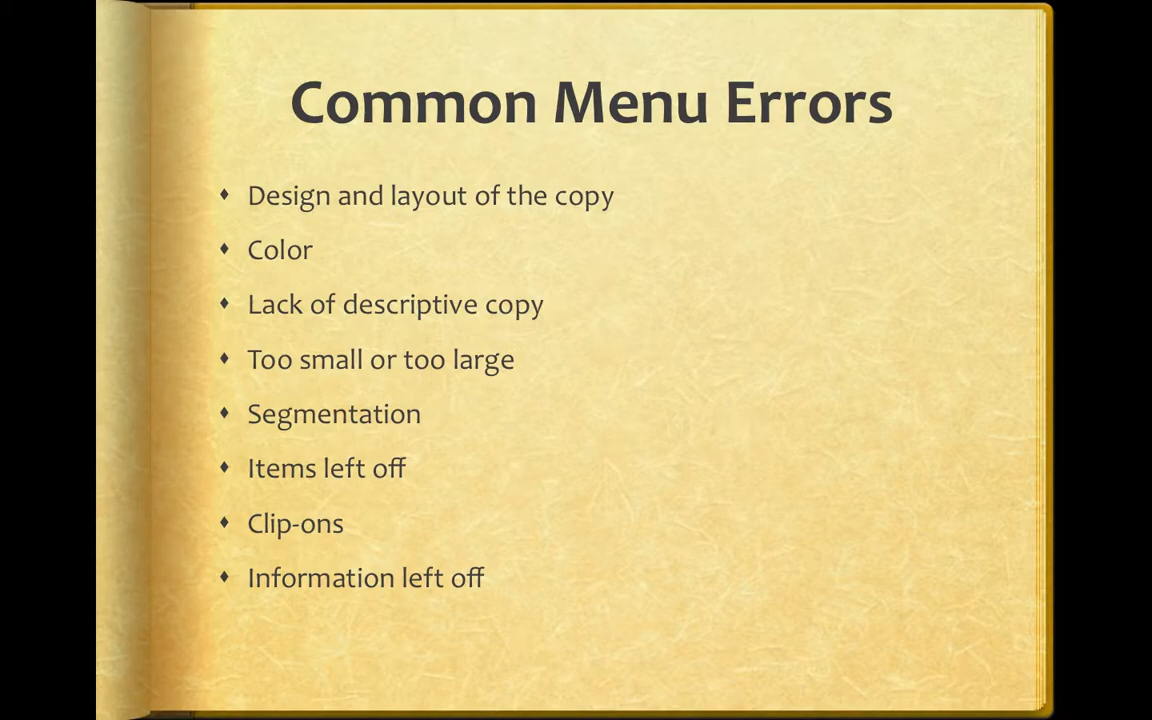 Common Menu Errors
♦ Design and layout of the copy
♦ Color
♦ Lack of descriptive copy
♦ Too small or too large
♦ Segmentation
♦ Items left off
♦ Clip-ons
♦ Information left off